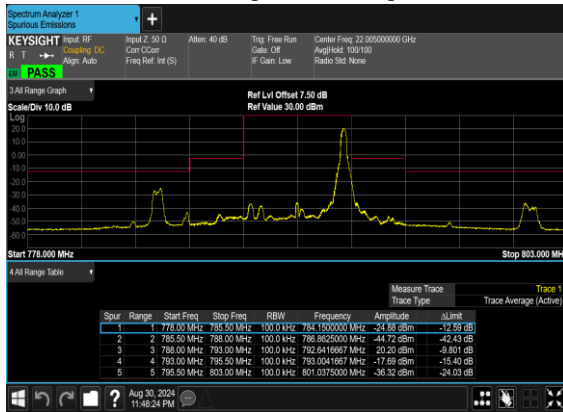 Spectrum Analyzer 1
Spurious Emissions
KEYSIGHT Input: RF Input Z: 50 Ω Atten: 40 dB Trig: Free Run Center Freq: 22.005000000 GHz
R T Coupling: DC Corr CCorr Gate: Off Avg|Hold: 100/100
Align: Auto Freq Ref: Int (S) IF Gain: Low Radio Std: None
PASS
3 All Range Graph
Ref Lvl Offset 7.50 dB
Scale/Div 10.0 dB Ref Value 30.00 dBm
Log
20.0
10.0
0.00
-10.0
-20.0
-30.0
-40.0
-50.0
-60.0
Start 778.000 MHz Stop 803.000 MH
4 All Range Table
Measure Trace Trace 1
Trace Type Trace Average (Active)
Spur Range Start Freq Stop Freq RBW Frequency Amplitude ΔLimit
1 1 778.00 MHz 785.50 MHz 100.0 kHz 784.1500000 MHz -24.88 dBm -12.59 dB
2 2 785.50 MHz 788.00 MHz 100.0 kHz 786.8625000 MHz -44.72 dBm -42.43 dB
3 3 788.00 MHz 793.00 MHz 100.0 kHz 792.6416667 MHz 20.20 dBm -9.801 dB
4 4 793.00 MHz 795.50 MHz 100.0 kHz 793.0041667 MHz -17.69 dBm -15.40 dB
5 5 795.50 MHz 803.00 MHz 100.0 kHz 801.0375000 MHz -36.32 dBm -24.03 dB
Aug 30, 2024
11:48:24 PM